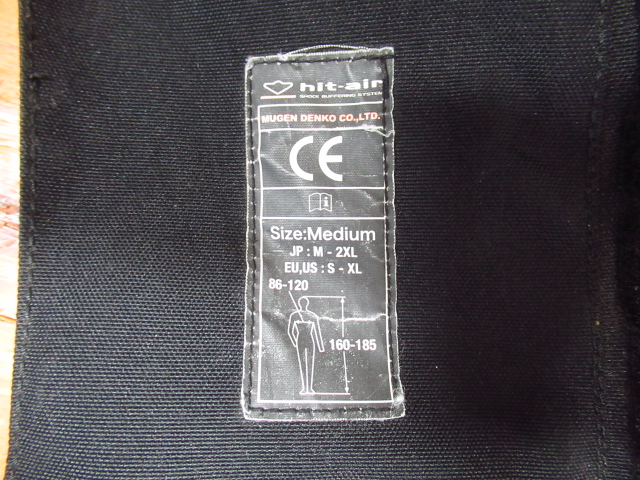 hit-air
SHOCK BUFFERING SYSTEM
MUGEN DENKO CO.,LTD.
CE
i
Size:Medium
JP : M - 2XL
EU,US : S - XL
86-120
160-185